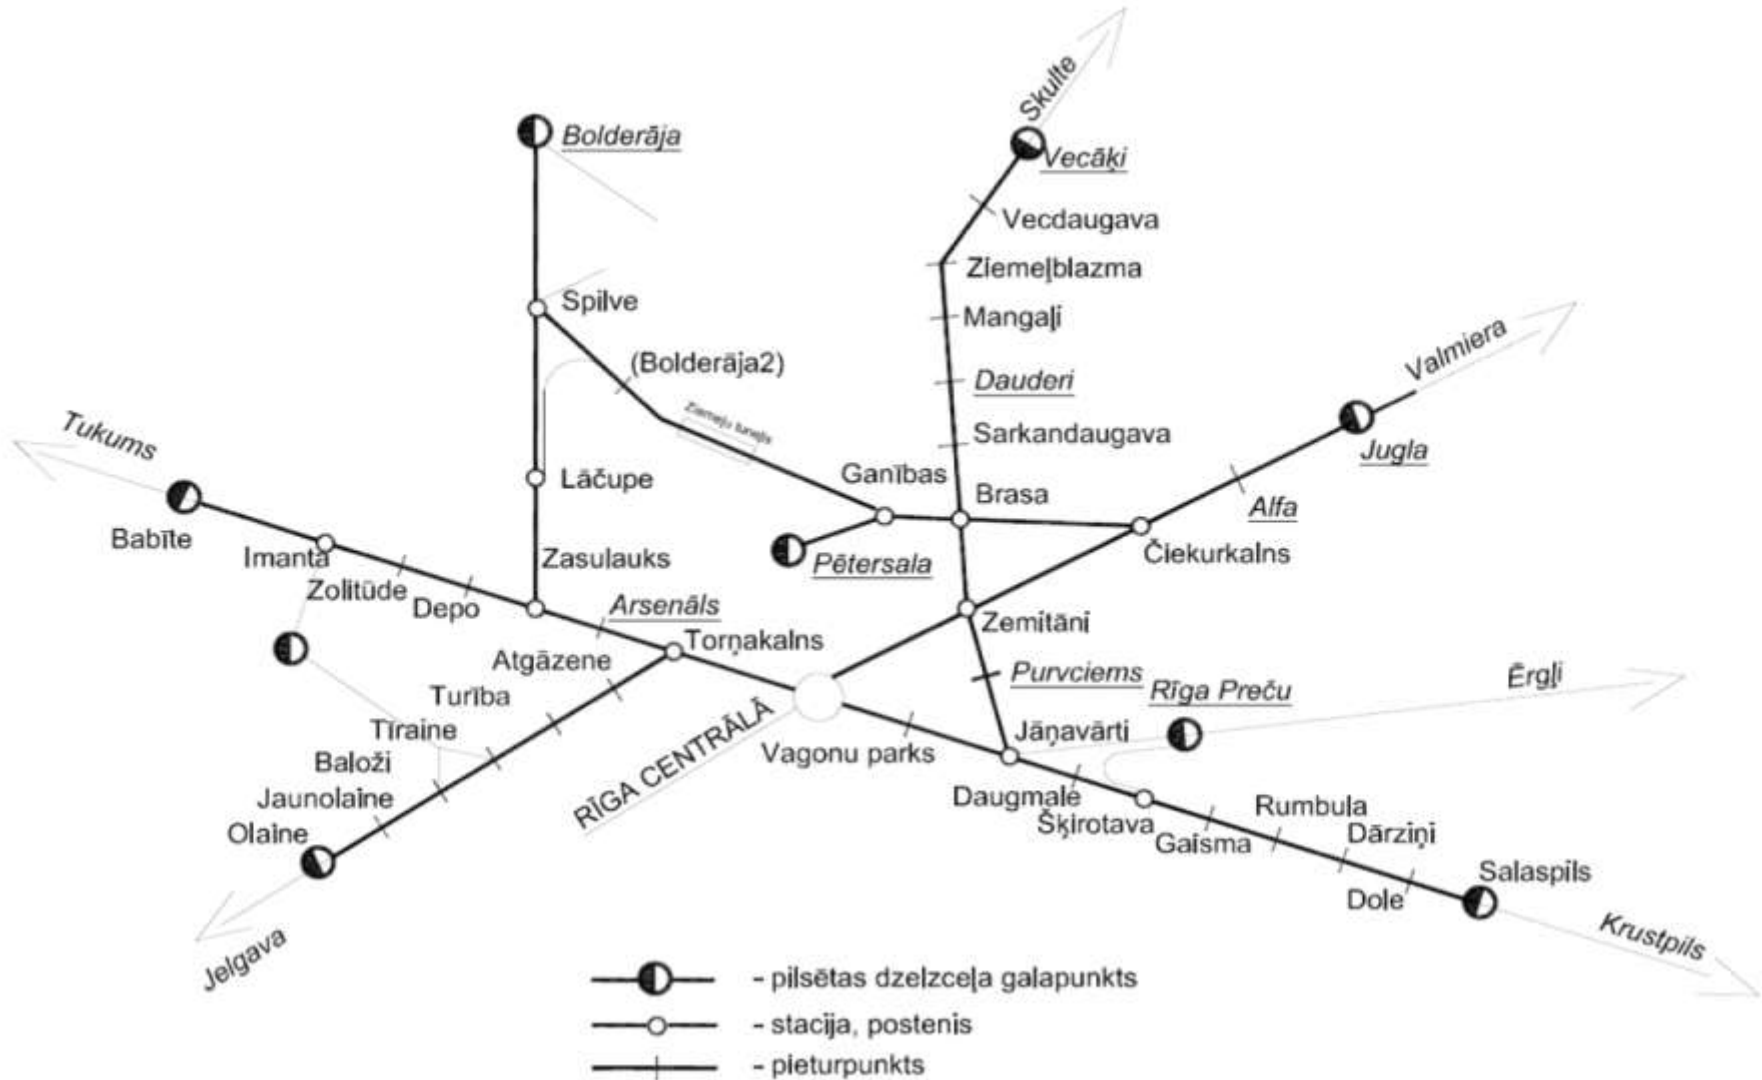 Skulte
Bolderāja
Vecāķi
Vecdaugava
Ziemeļblazma
Spilve
Mangaļi
(Bolderāja2)
Valmiera
Dauderi
Ziemeļu tunelis
Tukums
Sarkandaugava
Jugla
Ganības
Lāčupe
Brasa
Alfa
Babīte
Imanta
Zasulauks
Pētersala
Čiekurkalns
Zolitūde
Depo
Arsenāls
Zemitāni
Torņakalns
Atgāzene
Purvciems
Rīga Preču
Ērgļi
Turība
Tīraine
RĪGA CENTRĀLĀ
Vagonu parks
Jāņavārti
Baloži
Jaunolaine
Daugmale
Rumbula
Olaine
Šķirotava
Gaisma
Dārziņi
Salaspils
Dole
Krustpils
Jelgava
- pilsētas dzelzceļa galapunkts
- stacija, postenis
- pieturpunkts